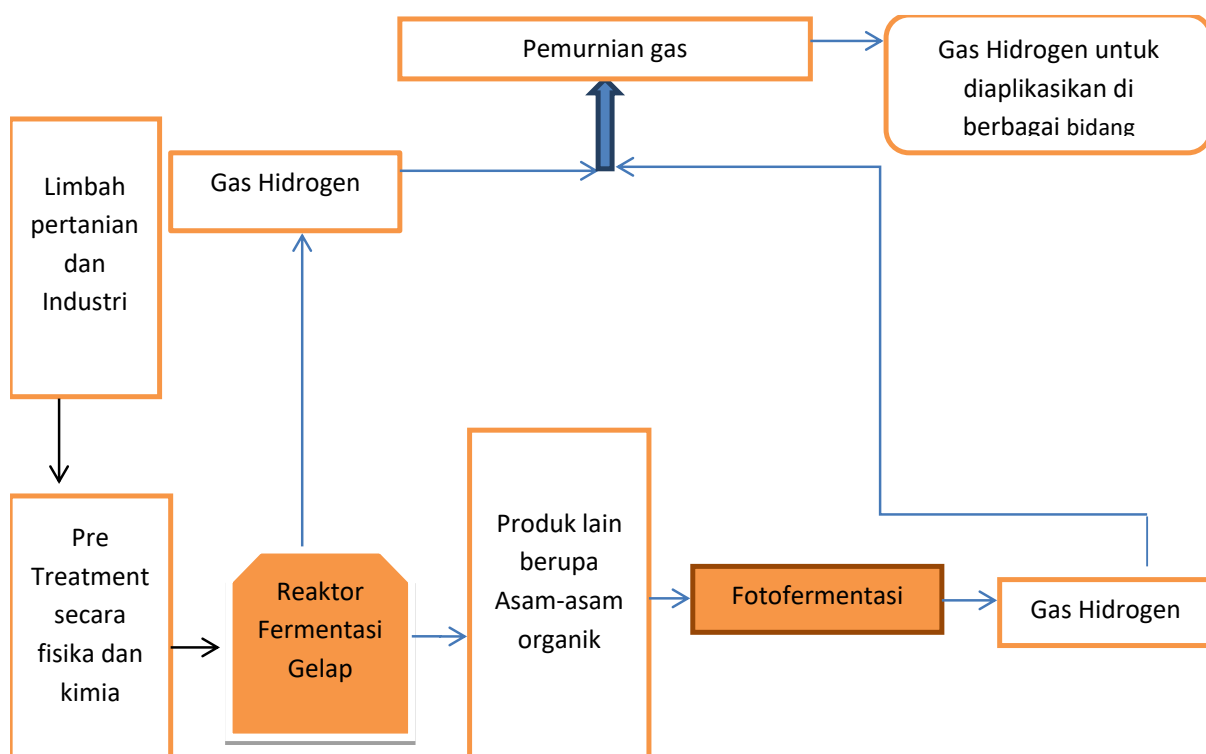 Pemurnian gas
Gas Hidrogen untuk
diaplikasikan di
berbagai bidang
Limbah
pertanian
dan
Industri
Gas Hidrogen
Pre
Treatment
secara
fisika dan
kimia
Reaktor
Fermentasi
Gelap
Produk lain
berupa
Asam-asam
organik
Fotofermentasi
Gas Hidrogen